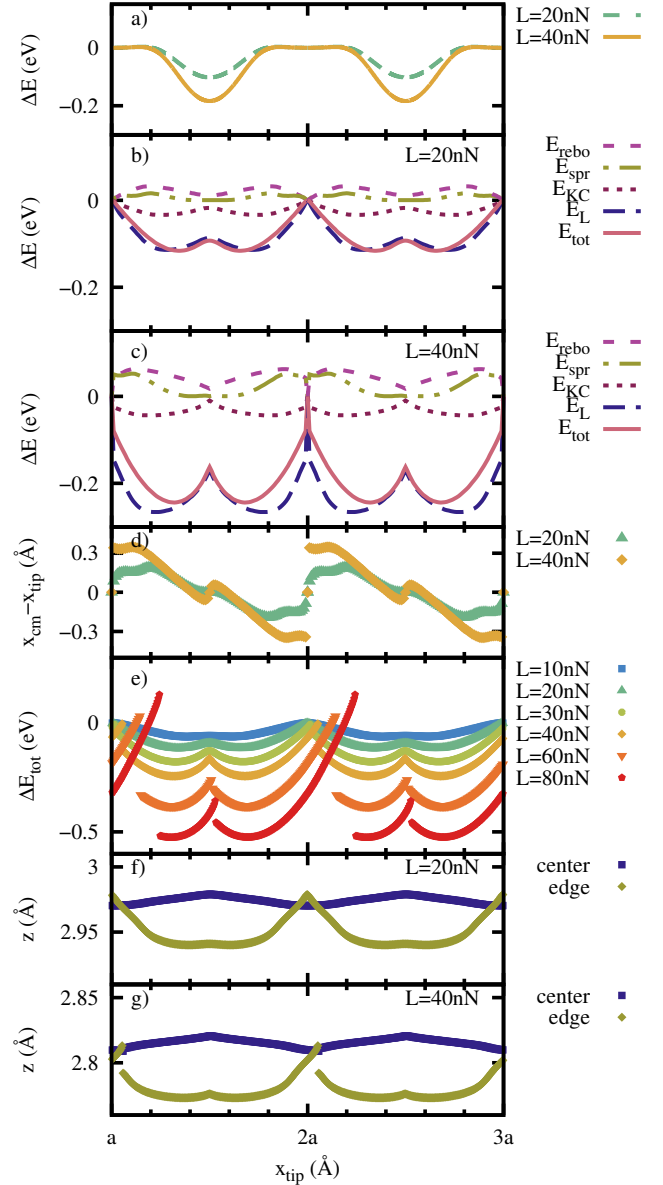 a)
L=20nN
L=40nN
0
−0.2
ΔE (eV)
b)
L=20nN
E_rebo
E_spr
E_KC
E_L
E_tot
0
−0.2
ΔE (eV)
c)
L=40nN
E_rebo
E_spr
E_KC
E_L
E_tot
0
−0.2
ΔE (eV)
d)
L=20nN
L=40nN
0.3
0
−0.3
x_cm−x_tip (Å)
e)
L=10nN
L=20nN
L=30nN
L=40nN
L=60nN
L=80nN
0
−0.5
ΔE_tot (eV)
f)
L=20nN
center
edge
3
2.95
z (Å)
g)
L=40nN
center
edge
2.85
2.8
z (Å)
a
2a
3a
x_tip (Å)